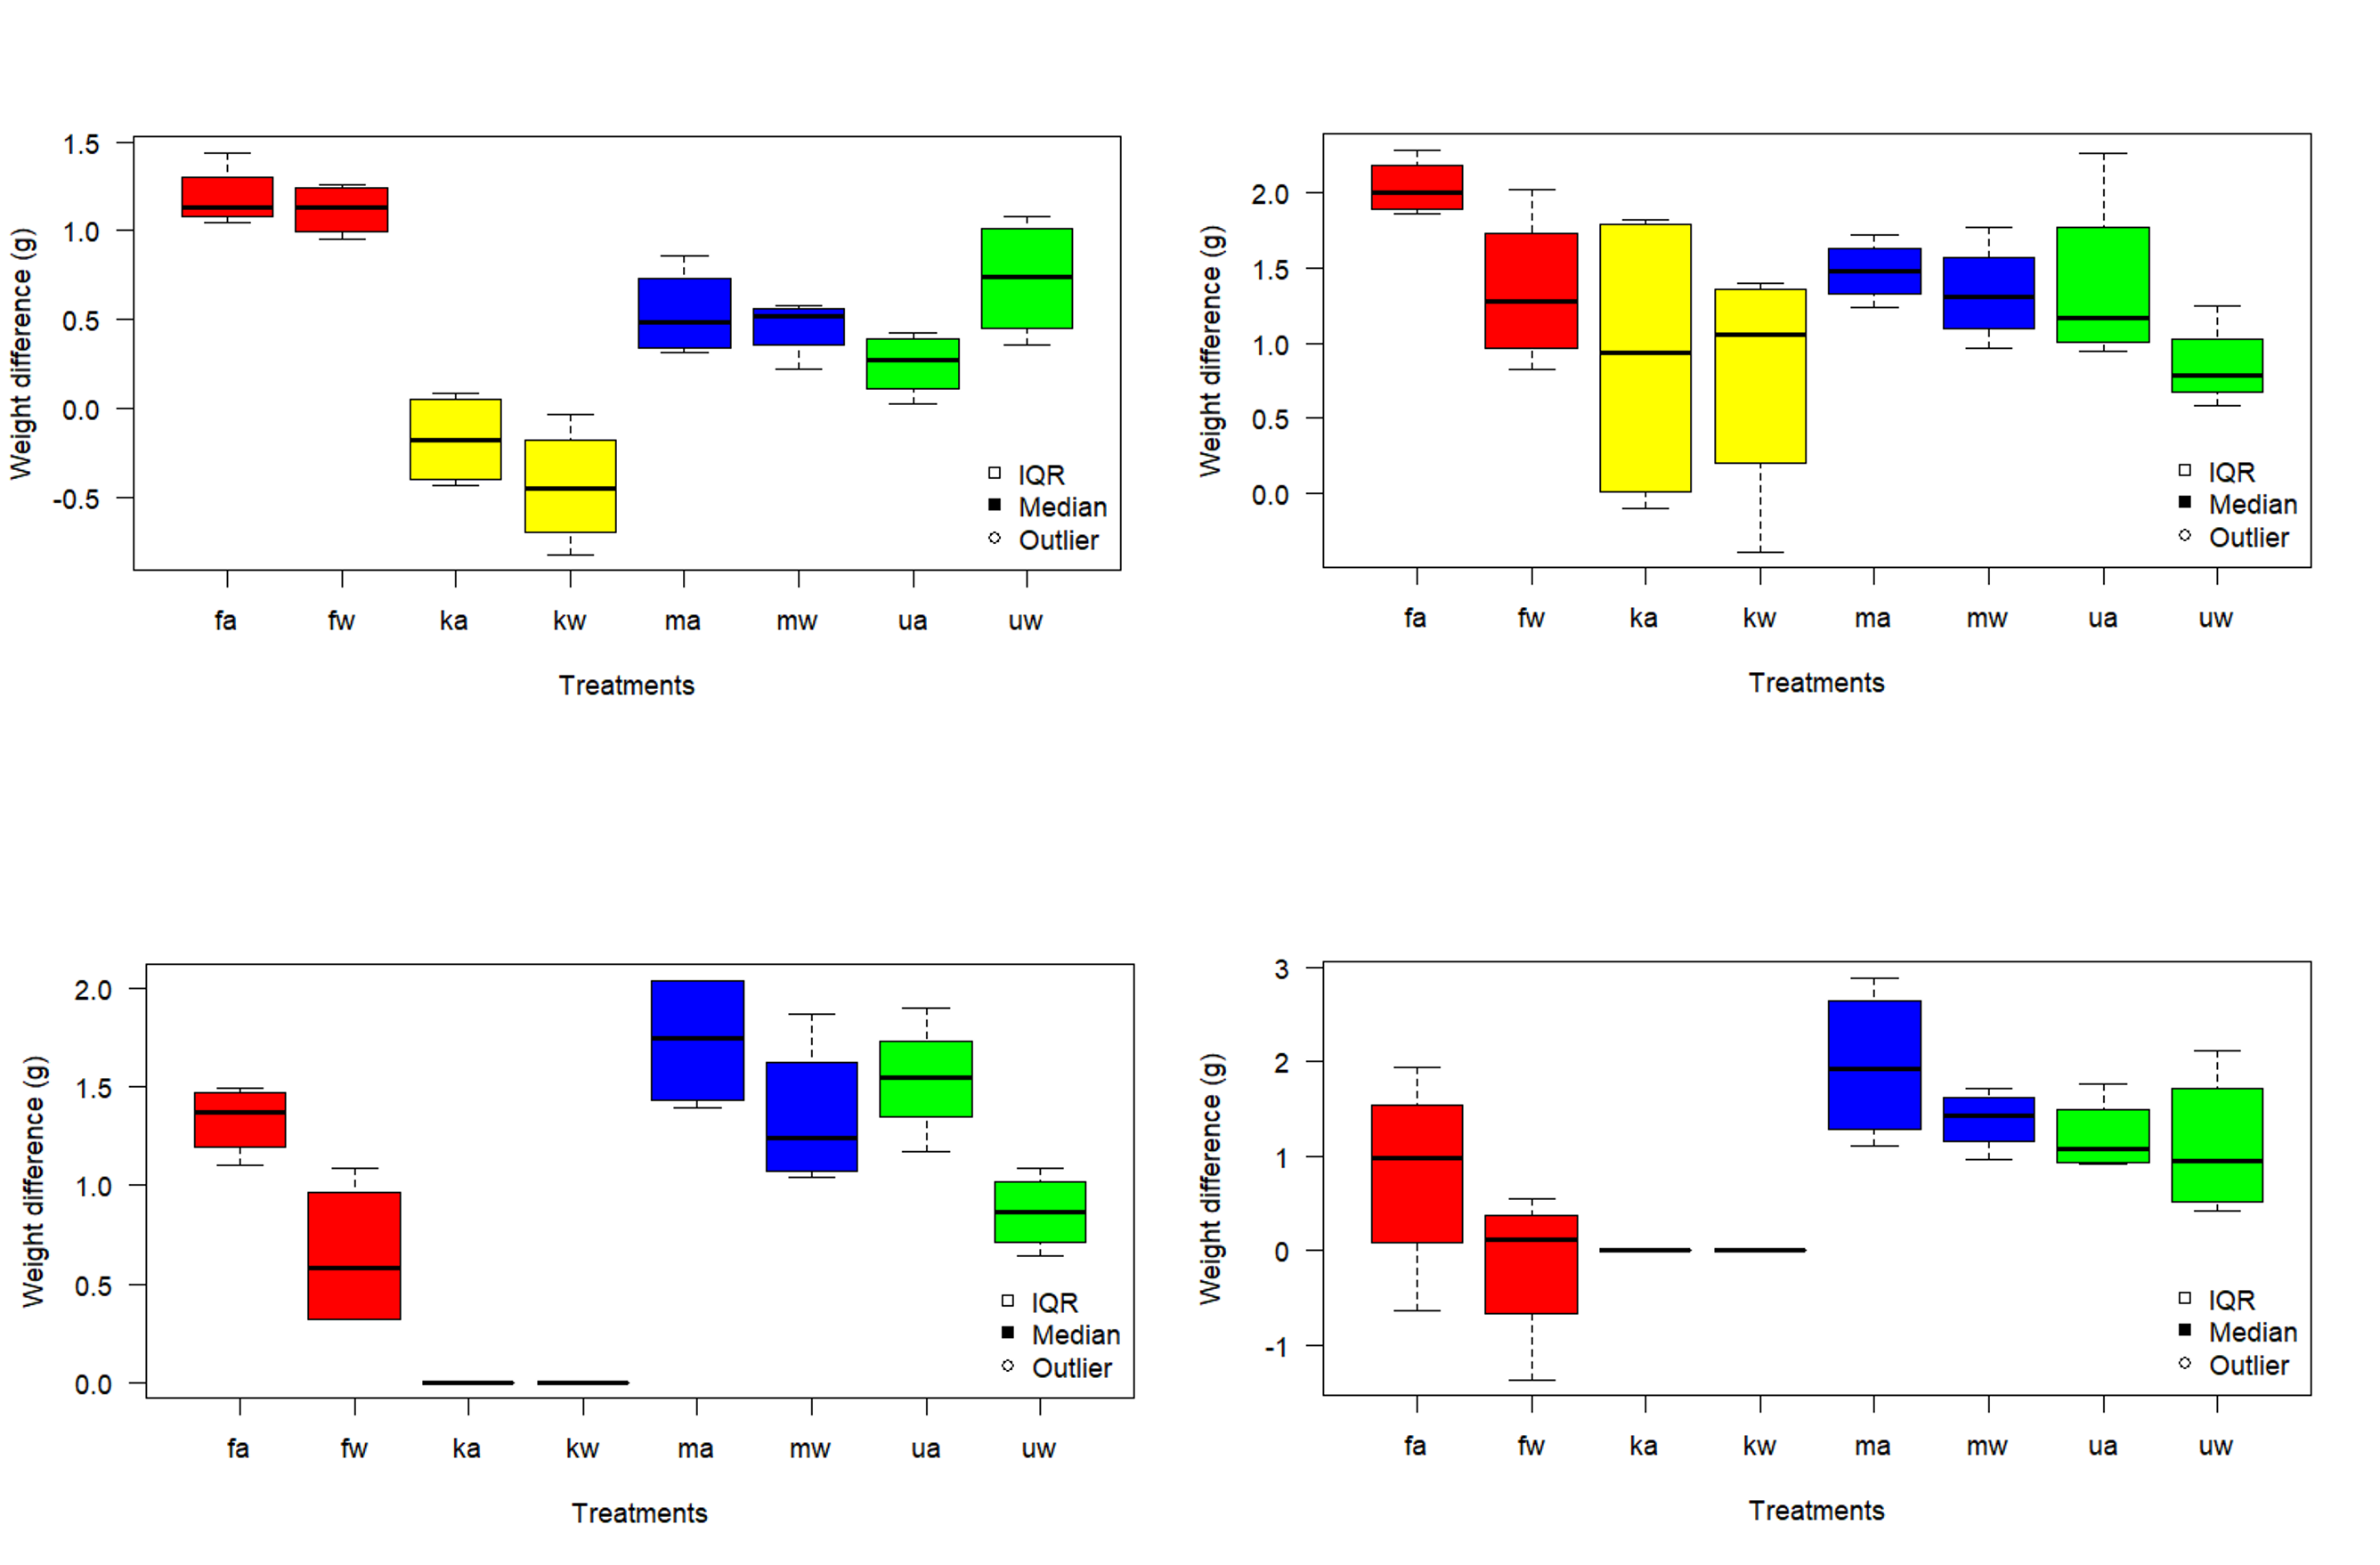 Weight difference (g)
1.5
1.0
0.5
0.0
-0.5
IQR
Median
Outlier
fa fw ka kw ma mw ua uw
Treatments
Weight difference (g)
2.0
1.5
1.0
0.5
0.0
IQR
Median
Outlier
fa fw ka kw ma mw ua uw
Treatments
Weight difference (g)
2.0
1.5
1.0
0.5
0.0
IQR
Median
Outlier
fa fw ka kw ma mw ua uw
Treatments
Weight difference (g)
3
2
1
0
-1
IQR
Median
Outlier
fa fw ka kw ma mw ua uw
Treatments